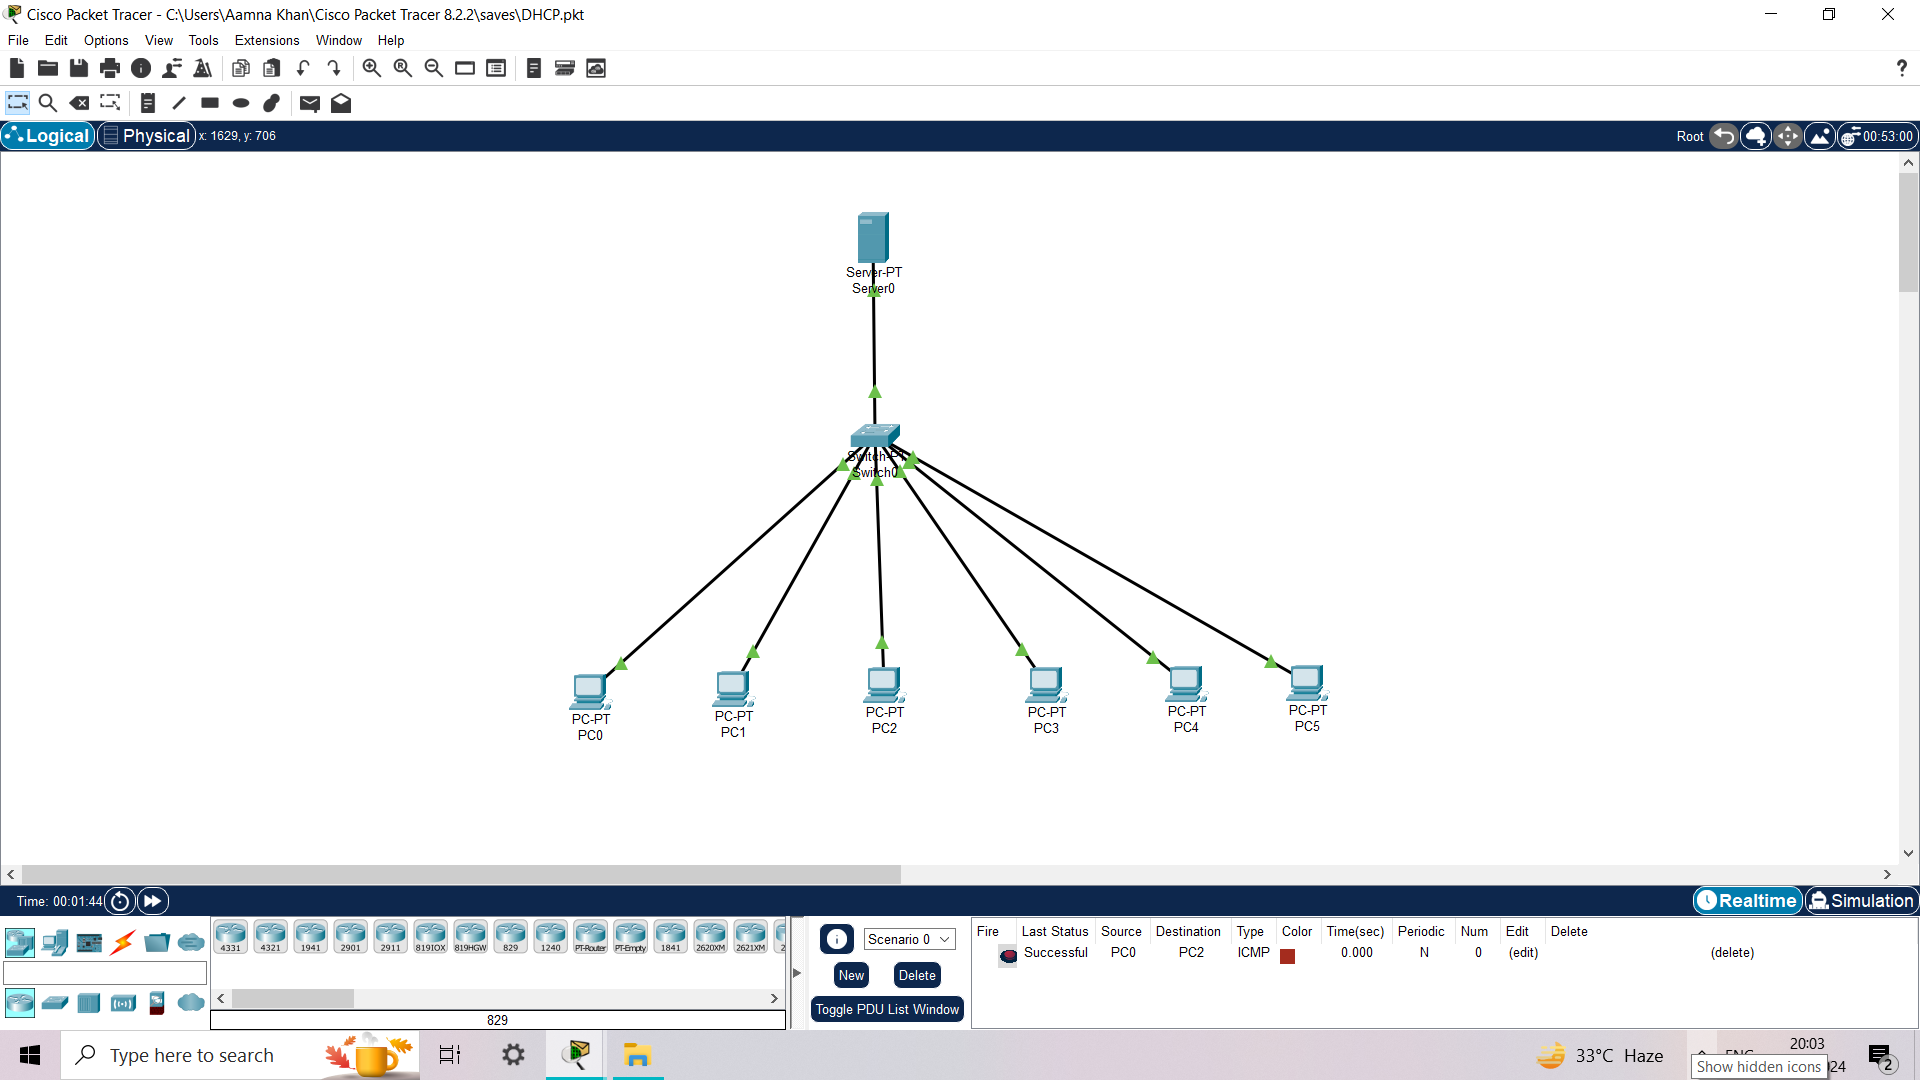 Cisco Packet Tracer - C:\Users\Aamna Khan\Cisco Packet Tracer 8.2.2\saves\DHCP.pkt
File Edit Options View Tools Extensions Window Help
?
Logical Physical x: 1629, y: 706 Root 00:53:00
Server-PT
Server0
Switch-PT
Switch0
PC-PT
PC0
PC-PT
PC1
PC-PT
PC2
PC-PT
PC3
PC-PT
PC4
PC-PT
PC5
Time: 00:01:44 Realtime Simulation
4331 4321 1941 2901 2911 819IOX 819HGW 829 1240 PT-Router PT-Empty 1841 2620XM 2621XM
829
Scenario 0
New Delete
Toggle PDU List Window
Fire Last Status Source Destination Type Color Time(sec) Periodic Num Edit Delete
Successful PC0 PC2 ICMP 0.000 N 0 (edit) (delete)
Type here to search
33°C Haze
20:03
Show hidden icons
24
2